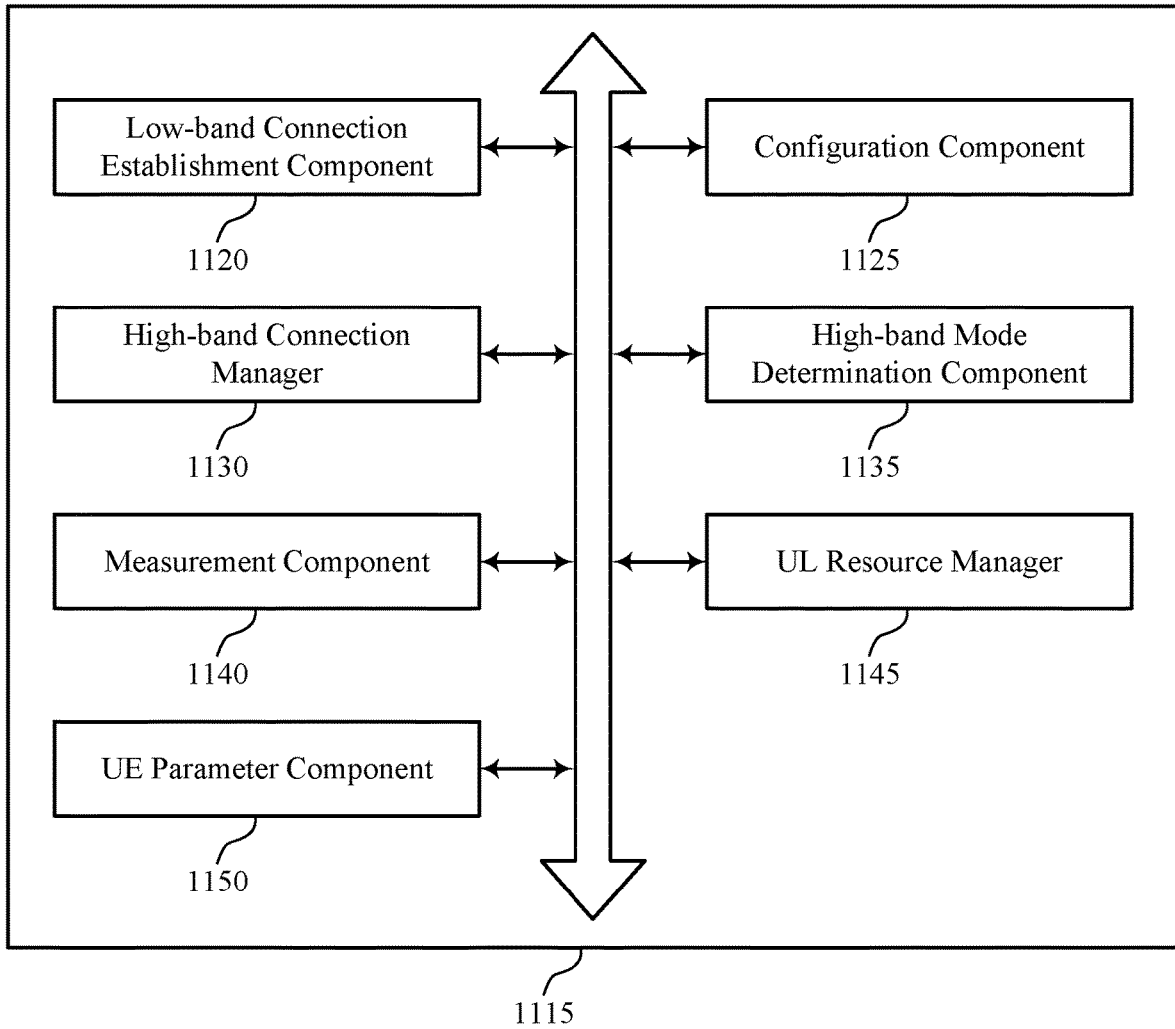 Low-band Connection
Establishment Component
Configuration Component
1120
1125
High-band Connection
Manager
High-band Mode
Determination Component
1130
1135
Measurement Component
UL Resource Manager
1140
1145
UE Parameter Component
1150
1115